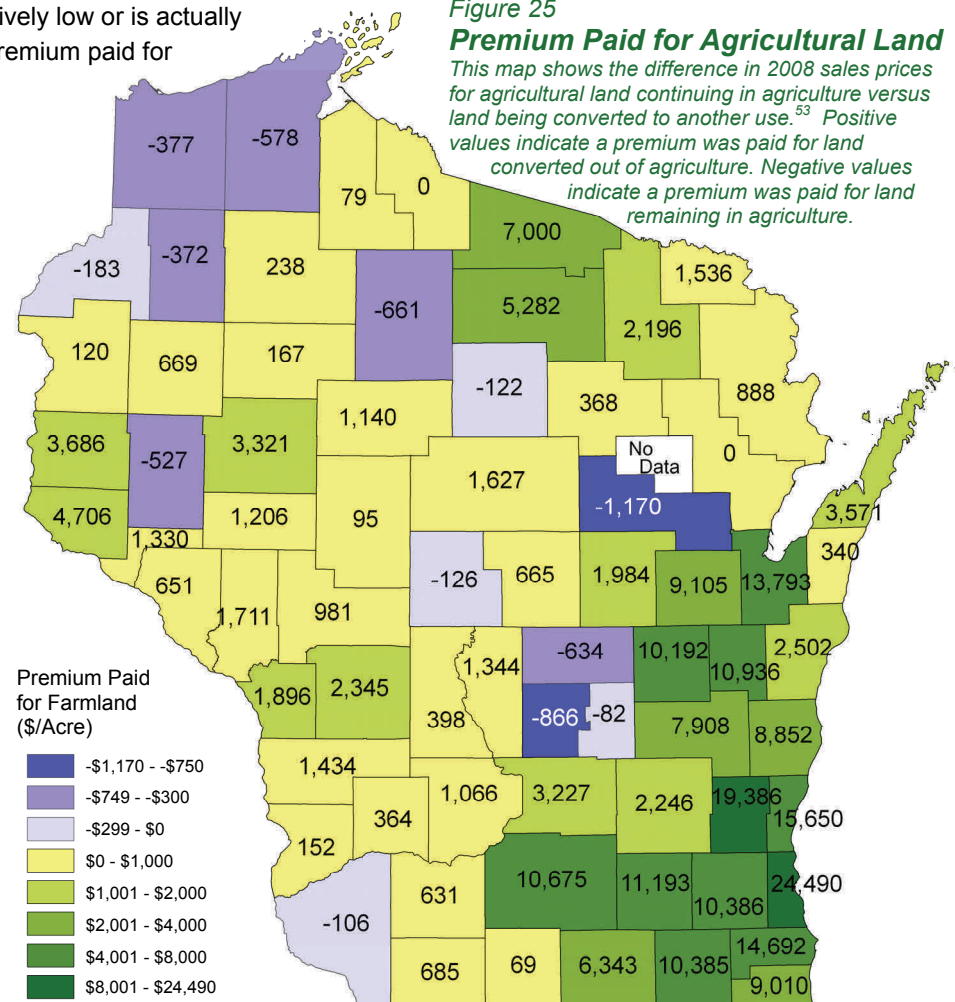 ively low or is actually
remium paid for
Figure 25
Premium Paid for Agricultural Land
This map shows the difference in 2008 sales prices
for agricultural land continuing in agriculture versus
land being converted to another use.53 Positive
values indicate a premium was paid for land
converted out of agriculture. Negative values
indicate a premium was paid for land
remaining in agriculture.
-377
-578
79
0
7,000
-183
-372
238
-661
5,282
1,536
2,196
120
669
167
-122
368
888
1,140
3,686
-527
3,321
1,627
No
Data
0
4,706
1,330
1,206
95
-1,170
3,571
651
1,711
981
-126
665
1,984
9,105
13,793
340
1,896
2,345
398
1,344
-634
10,192
10,936
2,502
-866
-82
7,908
8,852
1,434
364
1,066
3,227
2,246
19,386
15,650
152
-106
631
10,675
11,193
10,386
24,490
685
69
6,343
10,385
14,692
9,010
Premium Paid
for Farmland
($/Acre)
-$1,170 - -$750
-$749 - -$300
-$299 - $0
$0 - $1,000
$1,001 - $2,000
$2,001 - $4,000
$4,001 - $8,000
$8,001 - $24,490